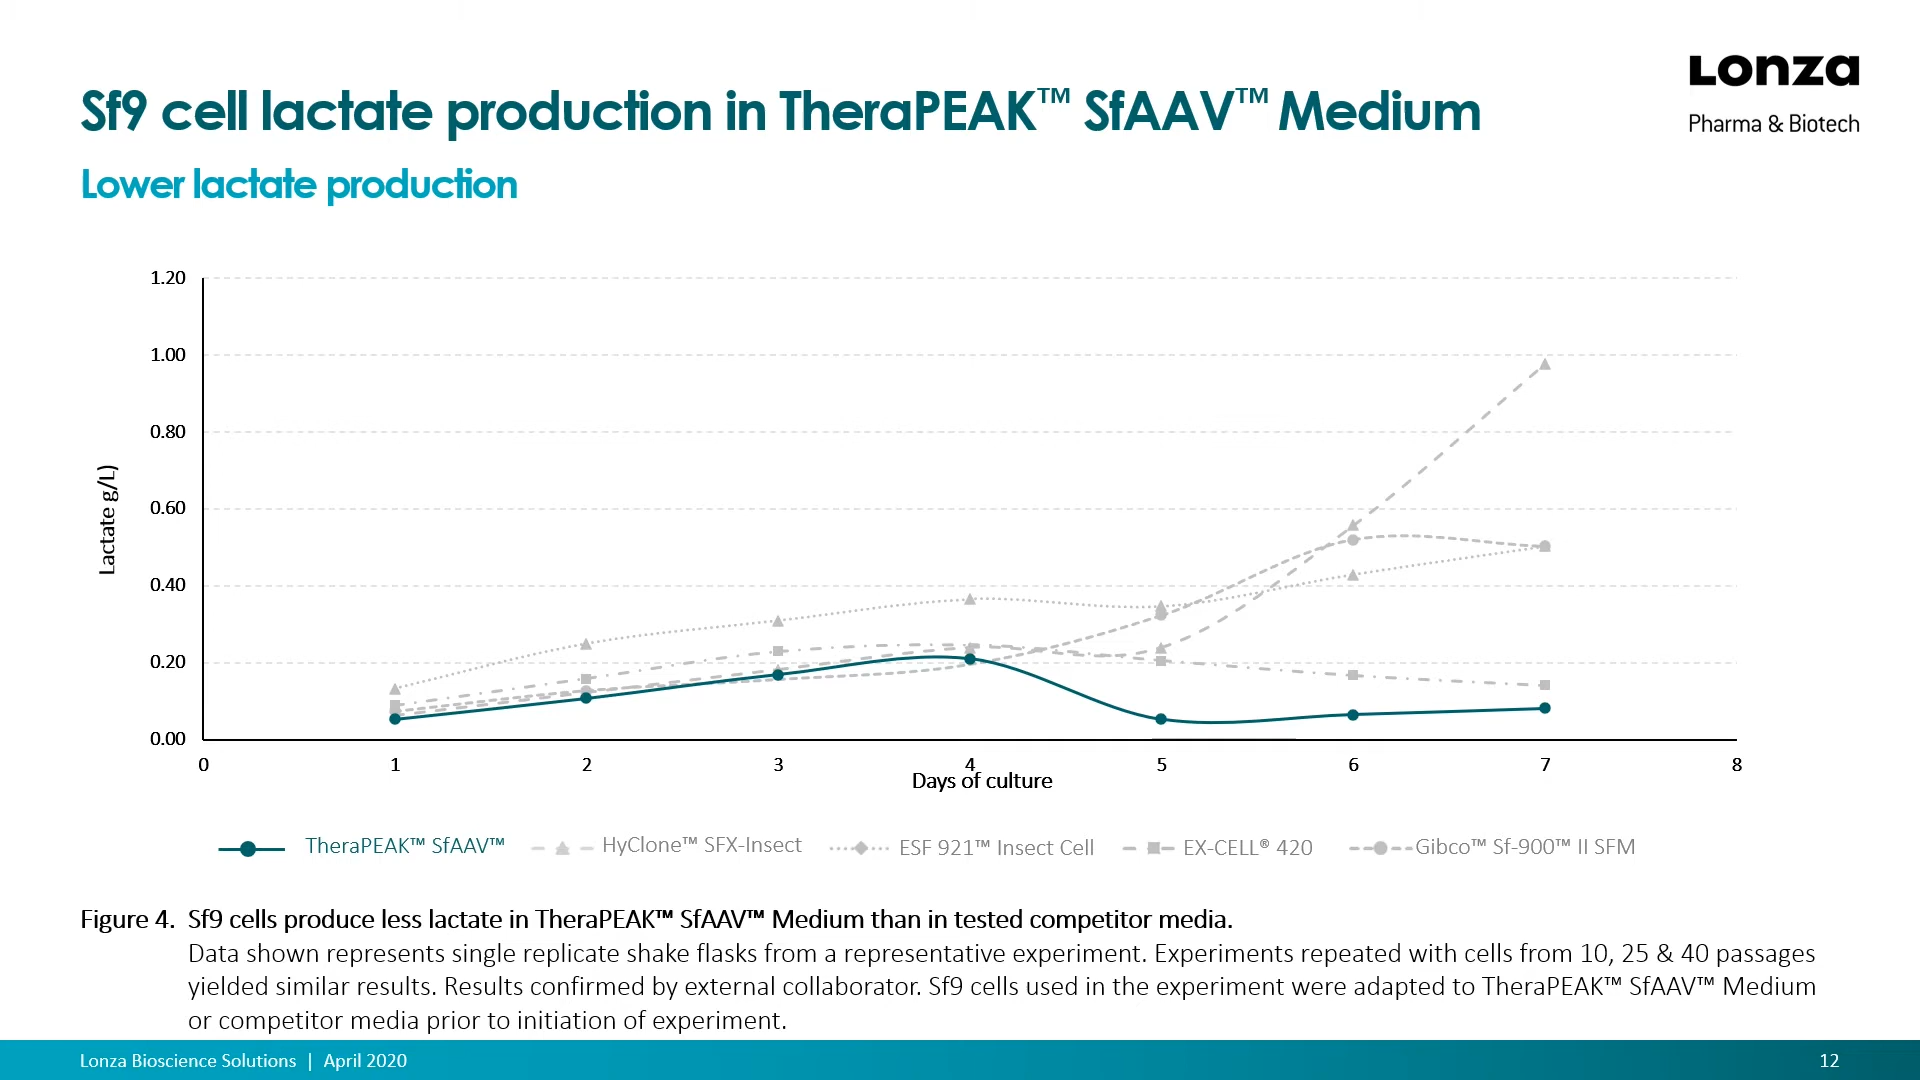 Lonza
Pharma & Biotech
Sf9 cell lactate production in TheraPEAK™ SfAAV™ Medium
Lower lactate production
1.20
1.00
0.80
0.60
0.40
0.20
0.00
Lactate g/L)
0 1 2 3 4 5 6 7 8
Days of culture
TheraPEAK™ SfAAV™ HyClone™ SFX-Insect ESF 921™ Insect Cell EX-CELL® 420 Gibco™ Sf-900™ II SFM
Figure 4. Sf9 cells produce less lactate in TheraPEAK™ SfAAV™ Medium than in tested competitor media.
Data shown represents single replicate shake flasks from a representative experiment. Experiments repeated with cells from 10, 25 & 40 passages
yielded similar results. Results confirmed by external collaborator. Sf9 cells used in the experiment were adapted to TheraPEAK™ SfAAV™ Medium
or competitor media prior to initiation of experiment.
Lonza Bioscience Solutions | April 2020 12